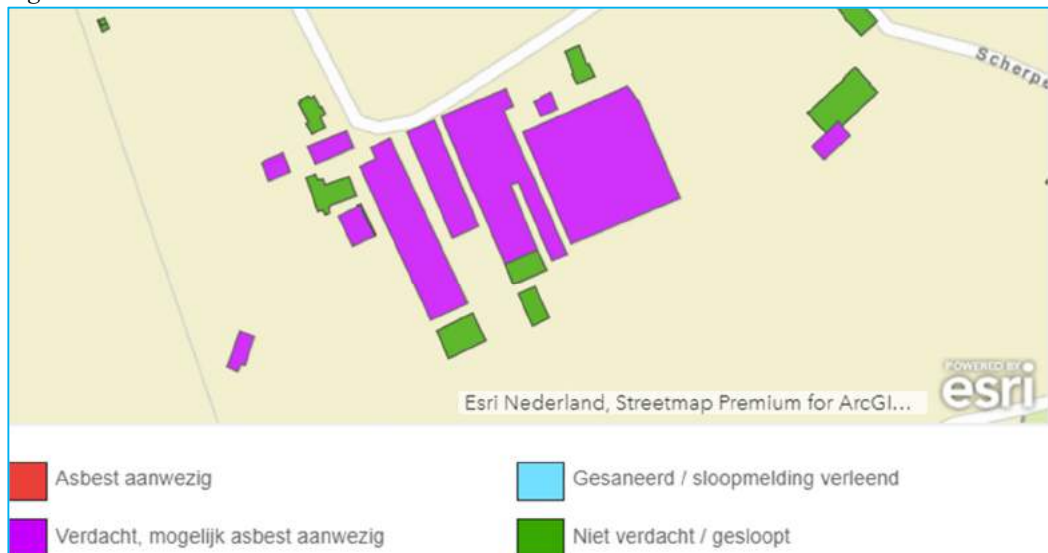 Scherpe
Esri Nederland, Streetmap Premium for ArcGI...
POWERED BY
esri
Asbest aanwezig
Gesaneerd / sloopmelding verleend
Verdacht, mogelijk asbest aanwezig
Niet verdacht / gesloopt